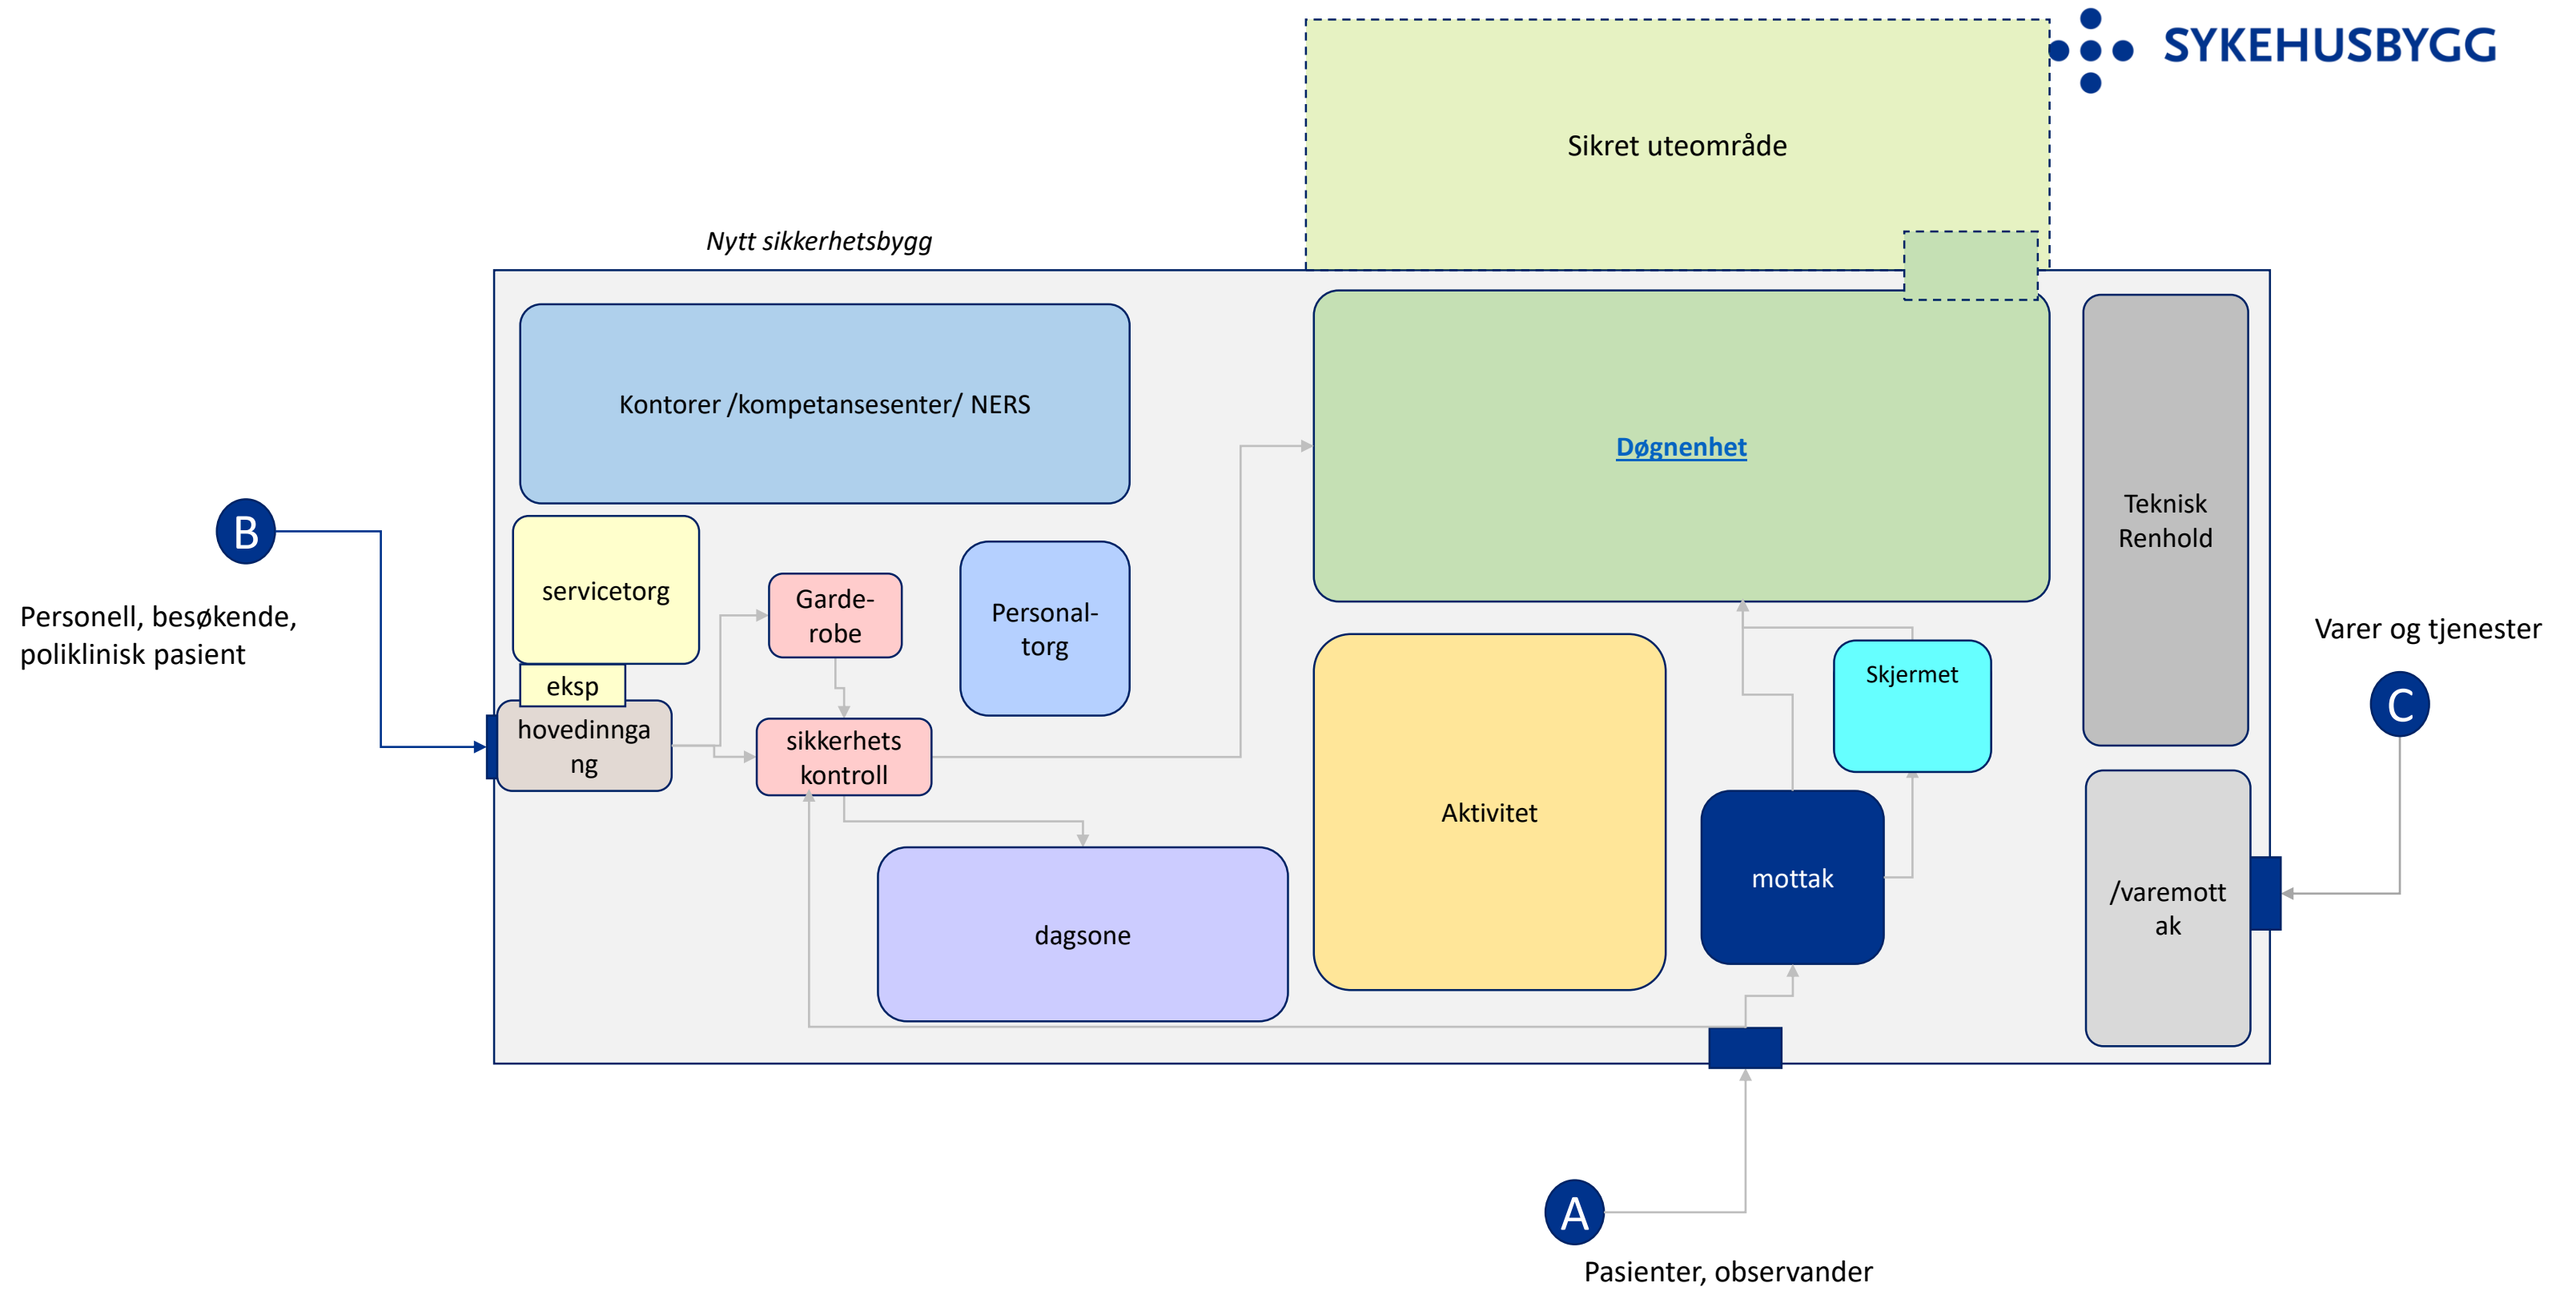 SYKEHUSBYGG
Sikret uteområde
Nytt sikkerhetsbygg
Kontorer /kompetansesenter/ NERS
Døgnenhet
Teknisk
Renhold
B
Personell, besøkende,
poliklinisk pasient
servicetorg
eksp
hovedinnga
ng
Garde-
robe
Personal-
torg
sikkerhets
kontroll
dagsone
Aktivitet
Skjermet
mottak
/varemott
ak
Varer og tjenester
C
A
Pasienter, observander